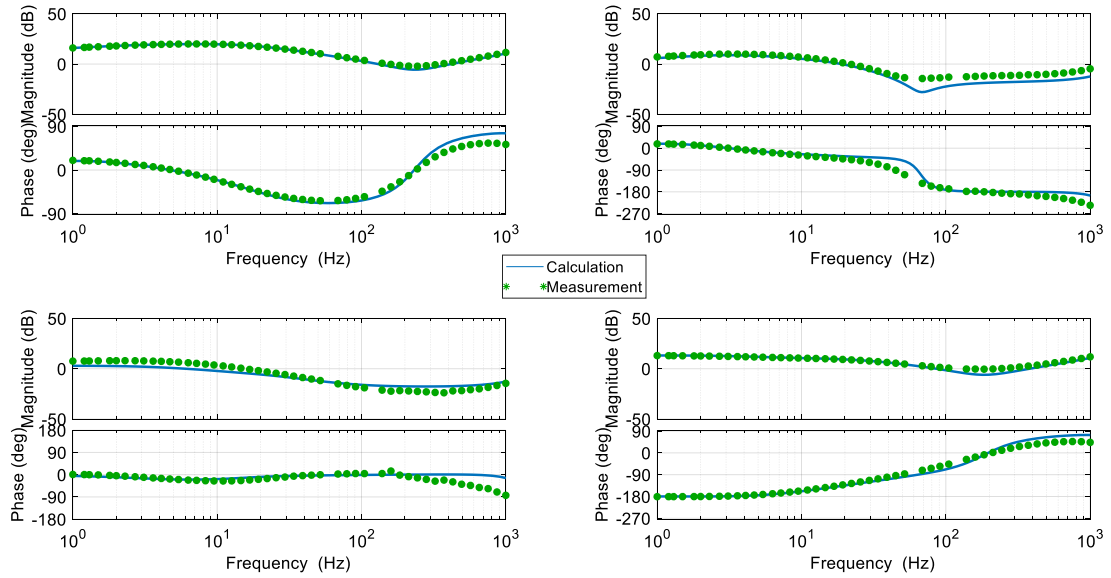 50
0
-50
Magnitude (dB)
90
0
-90
Phase (deg)
10^0 10^1 10^2 10^3
Frequency (Hz)
50
0
-50
Magnitude (dB)
90
0
-90
-180
-270
Phase (deg)
10^0 10^1 10^2 10^3
Frequency (Hz)
Calculation
Measurement
50
0
-50
Magnitude (dB)
180
90
0
-90
-180
Phase (deg)
10^0 10^1 10^2 10^3
Frequency (Hz)
50
0
-50
Magnitude (dB)
90
0
-90
-180
-270
Phase (deg)
10^0 10^1 10^2 10^3
Frequency (Hz)